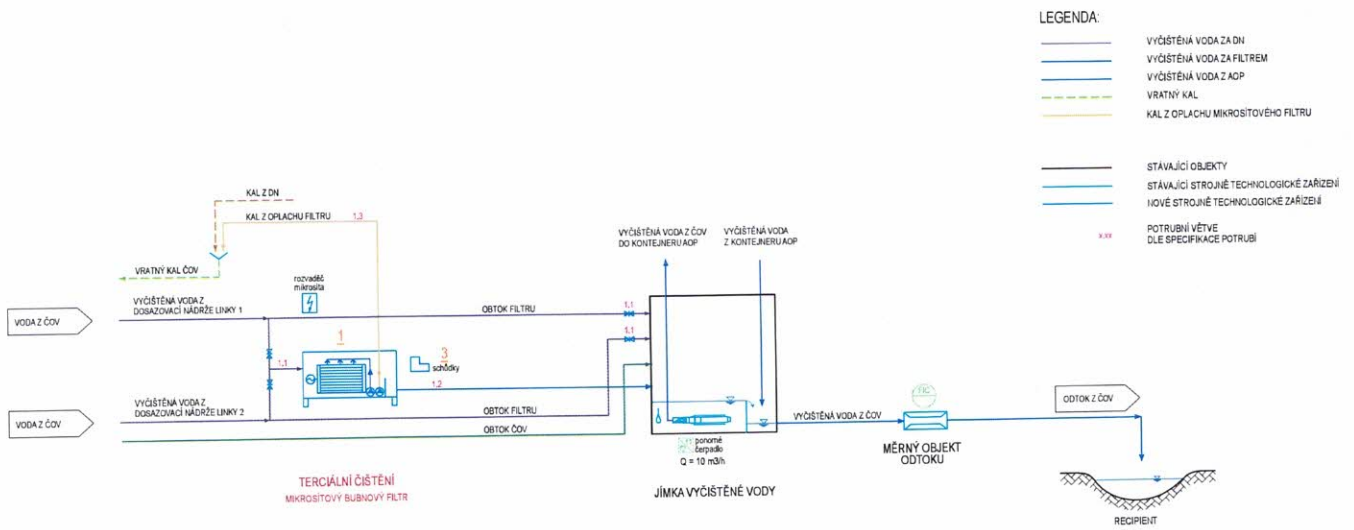 LEGENDA:
VYČIŠTĚNÁ VODA ZA DN
VYČIŠTĚNÁ VODA ZA FILTREM
VYČIŠTĚNÁ VODA Z AOP
VRATNÝ KAL
KAL Z OPLACHU MIKROSÍTOVÉHO FILTRU
STÁVAJÍCÍ OBJEKTY
STÁVAJÍCÍ STROJNĚ TECHNOLOGICKÉ ZAŘÍZENÍ
NOVÉ STROJNĚ TECHNOLOGICKÉ ZAŘÍZENÍ
x.xx
POTRUBNÍ VĚTVE
DLE SPECIFIKACE POTRUBÍ
KAL Z DN
KAL Z OPLACHU FILTRU
1.3
VRATNÝ KAL ČOV
VYČIŠTĚNÁ VODA Z ČOV
DO KONTEJNERU AOP
VYČIŠTĚNÁ VODA
Z KONTEJNERU AOP
rozvaděč
mikrosíta
VODA Z ČOV
VYČIŠTĚNÁ VODA Z
DOSAZOVACÍ NÁDRŽE LINKY 1
OBTOK FILTRU
1.1
1.1
1
3
schůdky
1.1
1.2
VODA Z ČOV
VYČIŠTĚNÁ VODA Z
DOSAZOVACÍ NÁDRŽE LINKY 2
OBTOK FILTRU
OBTOK ČOV
ponorné
čerpadlo
Q = 10 m3/h
VYČIŠTĚNÁ VODA Z ČOV
FIC
MĚRNÝ OBJEKT
ODTOKU
ODTOK Z ČOV
TERCIÁLNÍ ČIŠTĚNÍ
MIKROSÍTOVÝ BUBNOVÝ FILTR
JÍMKA VYČIŠTĚNÉ VODY
RECIPIENT